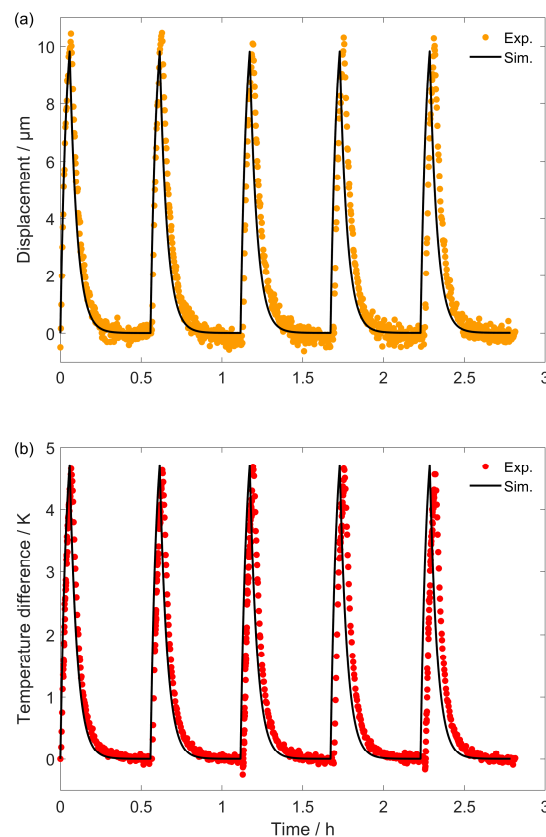 (a)
Displacement / µm
10
8
6
4
2
0
Exp.
Sim.
0 0.5 1 1.5 2 2.5 3
(b)
Temperature difference / K
5
4
3
2
1
0
Exp.
Sim.
0 0.5 1 1.5 2 2.5 3
Time / h